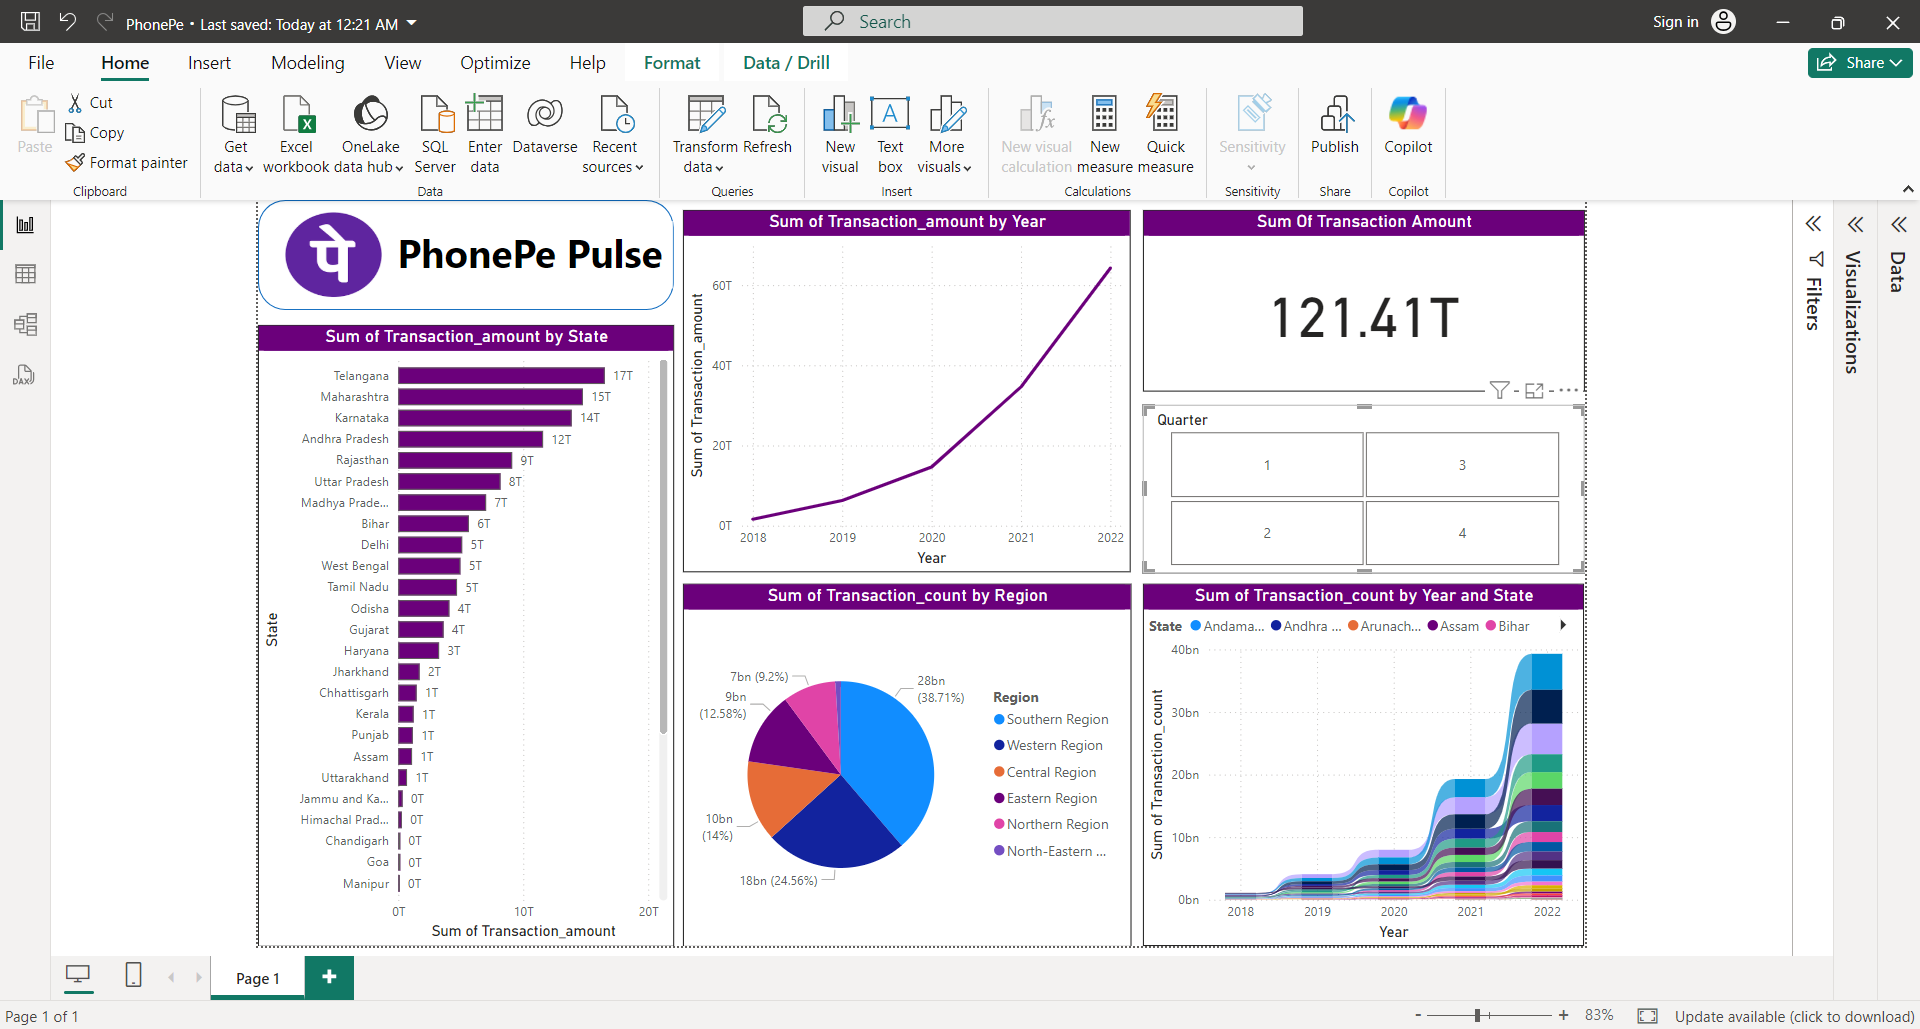 PhonePe • Last saved: Today at 12:21 AM
Search
Sign in
File Home Insert Modeling View Optimize Help Format Data / Drill
Share
Paste
Cut
Copy
Format painter
Clipboard
Get data
Excel workbook
OneLake data hub
SQL Server
Enter data
Dataverse
Recent sources
Data
Transform data
Refresh
Queries
New visual
Text box
More visuals
Insert
New visual calculation
New measure
Quick measure
Calculations
Sensitivity
Sensitivity
Publish
Share
Copilot
Copilot
पे
PhonePe Pulse
Sum of Transaction_amount by State
State
Telangana 17T
Maharashtra 15T
Karnataka 14T
Andhra Pradesh 12T
Rajasthan 9T
Uttar Pradesh 8T
Madhya Prade... 7T
Bihar 6T
Delhi 5T
West Bengal 5T
Tamil Nadu 5T
Odisha 4T
Gujarat 4T
Haryana 3T
Jharkhand 2T
Chhattisgarh 1T
Kerala 1T
Punjab 1T
Assam 1T
Uttarakhand 1T
Jammu and Ka... 0T
Himachal Prad... 0T
Chandigarh 0T
Goa 0T
Manipur 0T
0T 10T 20T
Sum of Transaction_amount
Sum of Transaction_amount by Year
Sum of Transaction_amount
60T
40T
20T
0T
2018 2019 2020 2021 2022
Year
Sum Of Transaction Amount
121.41T
Quarter
1 3
2 4
Sum of Transaction_count by Region
7bn (9.2%)
9bn
(12.58%)
10bn
(14%)
18bn (24.56%)
28bn
(38.71%)
Region
Southern Region
Western Region
Central Region
Eastern Region
Northern Region
North-Eastern ...
Sum of Transaction_count by Year and State
State Andama... Andhra ... Arunach... Assam Bihar
Sum of Transaction_count
40bn
30bn
20bn
10bn
0bn
2018 2019 2020 2021 2022
Year
Filters
Visualizations
Data
DAX
Page 1
Page 1 of 1
83%
Update available (click to download)